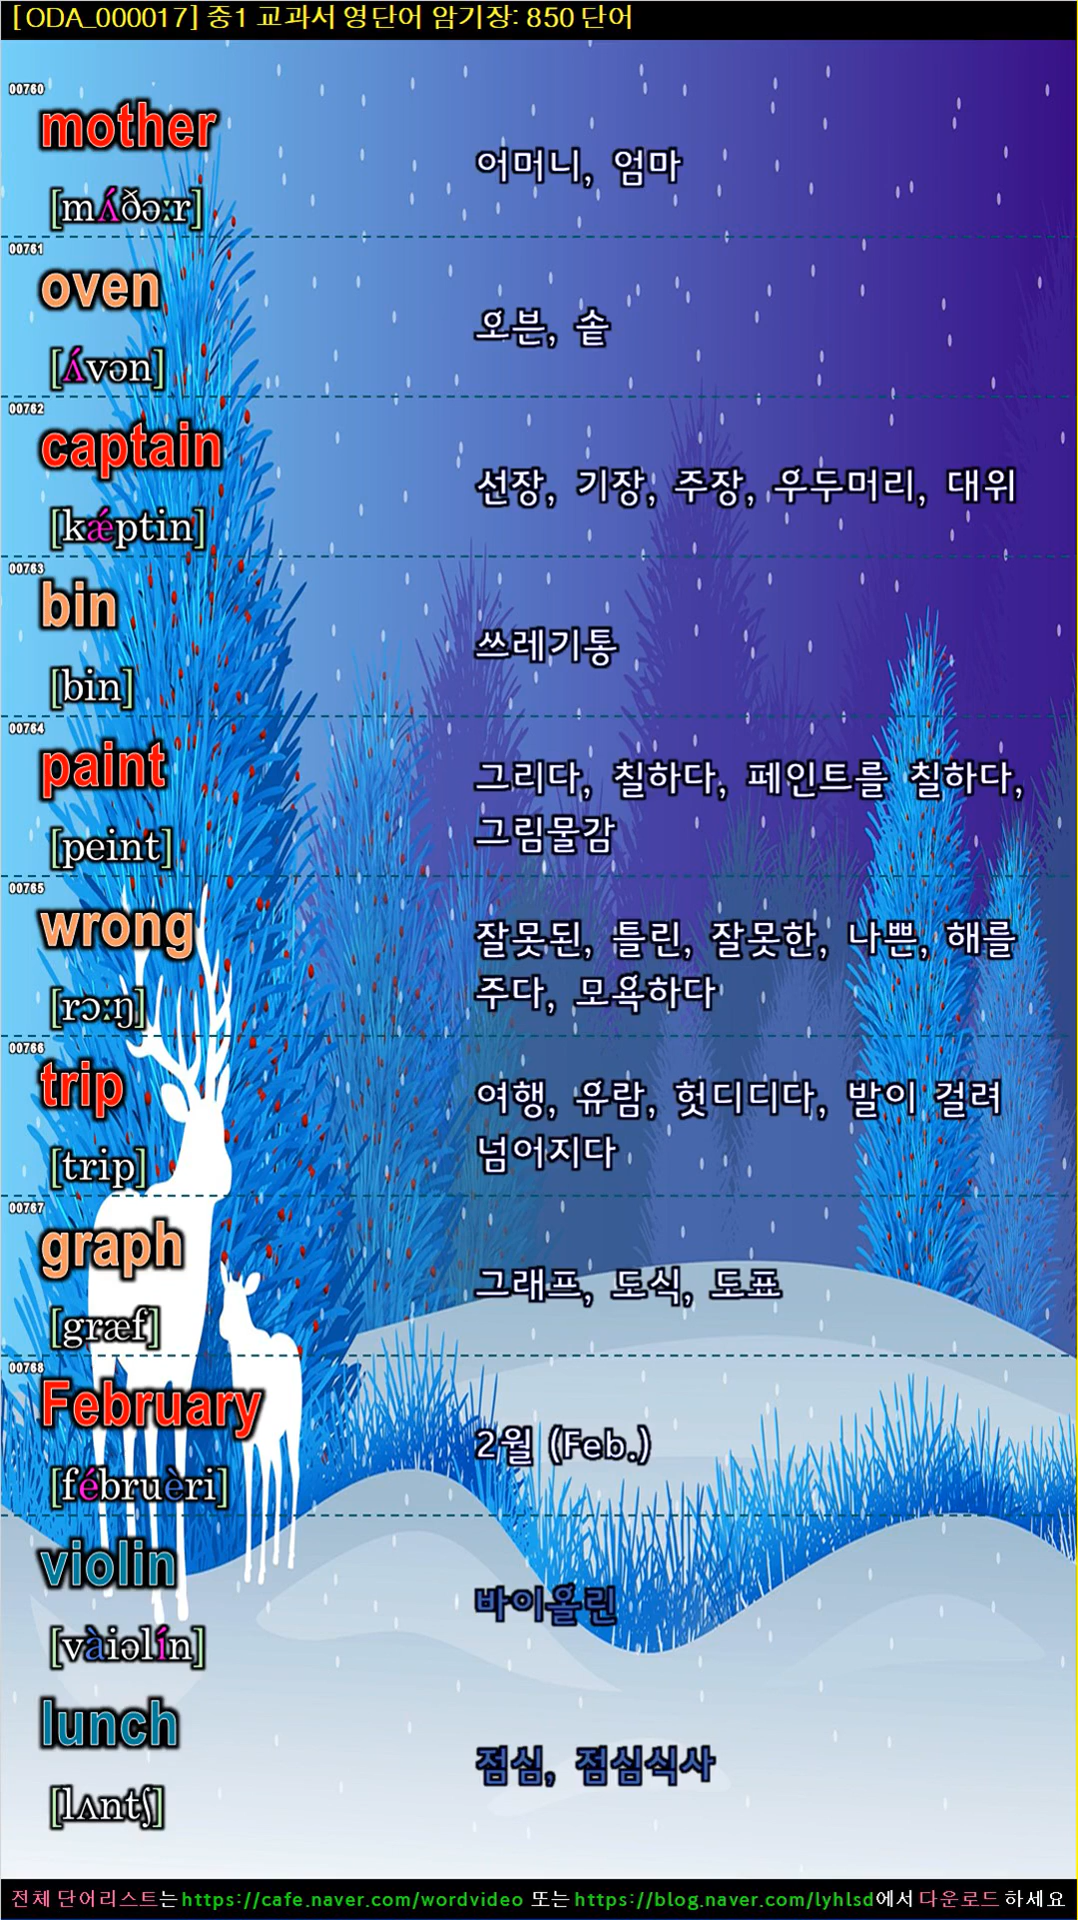 [ODA_000017] 중1 교과서 영단어 암기장: 850 단어
00760
mother
[mʌ́ðəːr]
어머니, 엄마
00761
oven
[ʌ́vən]
오븐, 솥
00762
captain
[kǽptin]
선장, 기장, 주장, 우두머리, 대위
00763
bin
[bin]
쓰레기통
00764
paint
[peint]
그리다, 칠하다, 페인트를 칠하다,
그림물감
00765
wrong
[rɔːŋ]
잘못된, 틀린, 잘못한, 나쁜, 해를
주다, 모욕하다
00766
trip
[trip]
여행, 유람, 헛디디다, 발이 걸려
넘어지다
00767
graph
[græf]
그래프, 도식, 도표
00768
February
[fébruèri]
2월 (Feb.)
violin
[vàiəlín]
바이올린
lunch
[lʌntʃ]
점심, 점심식사
전체 단어리스트는 https://cafe.naver.com/wordvideo 또는 https://blog.naver.com/lyhlsd에서 다운로드 하세요